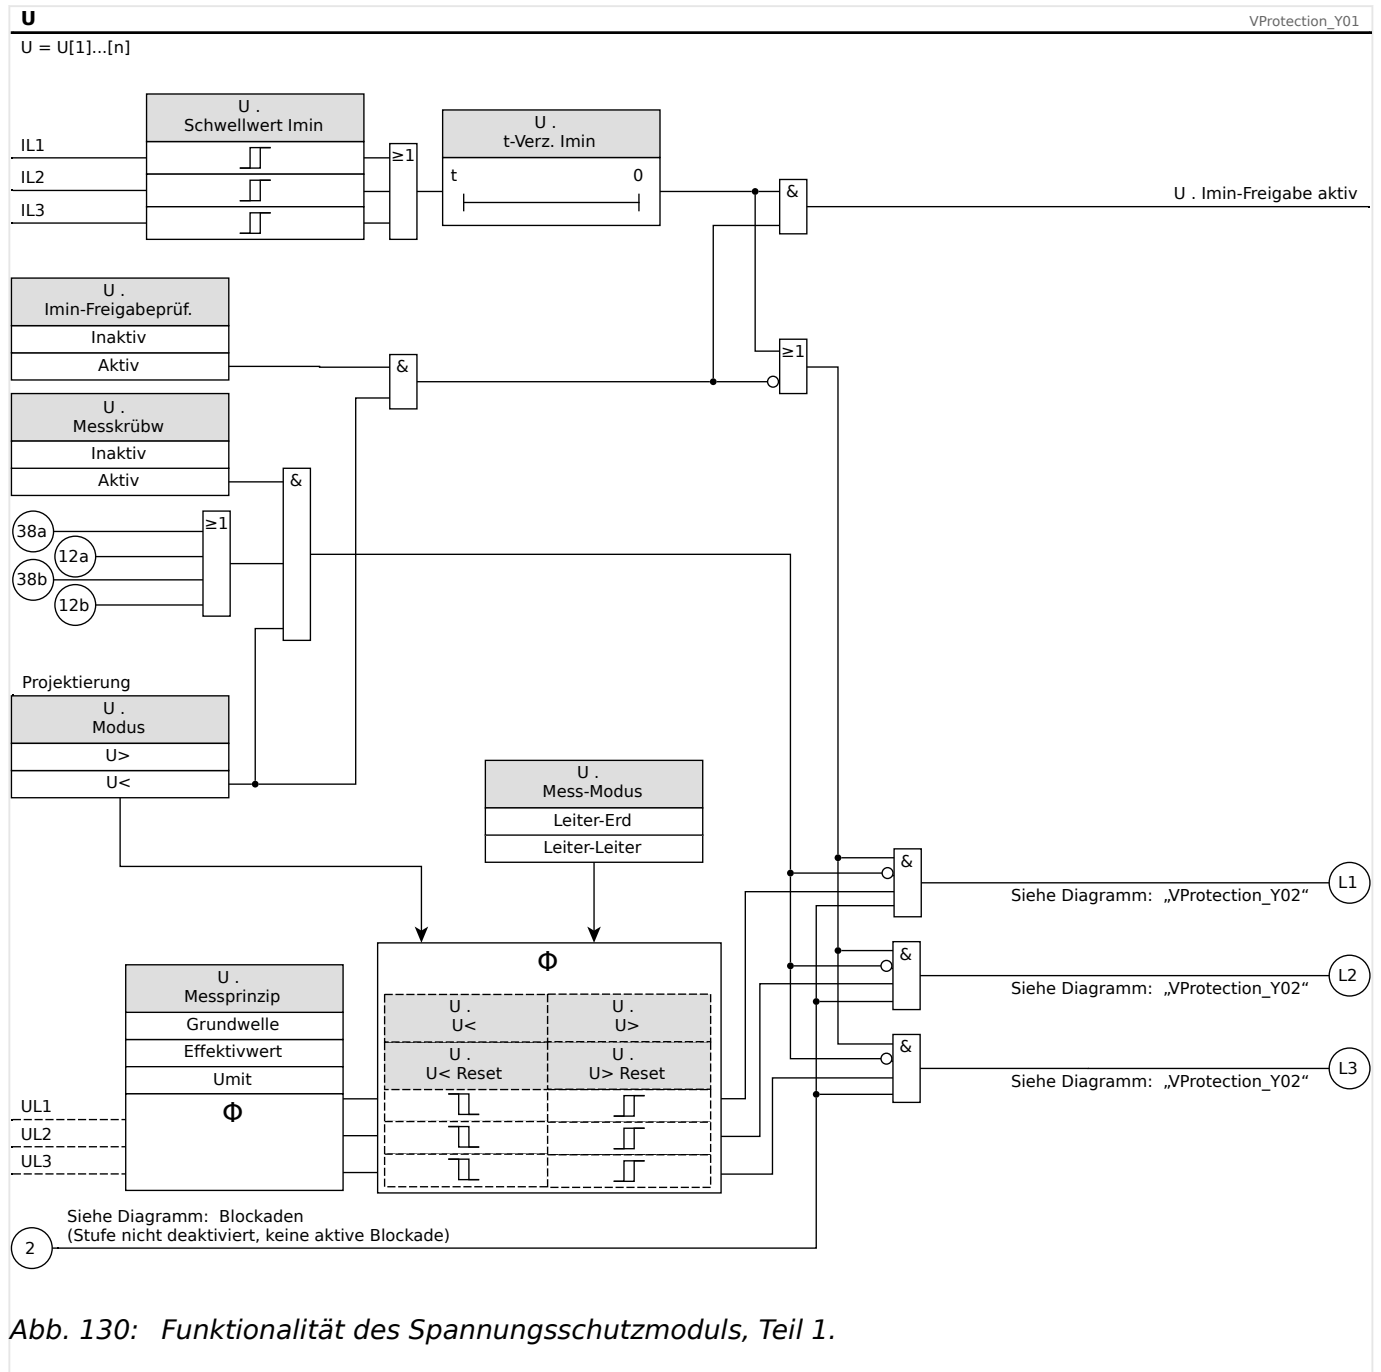 U
VProtection_Y01
U = U[1]...[n]
U .
Schwellwert Imin
IL1
IL2
IL3
≥1
U .
t-Verz. Imin
t
0
&
U . Imin-Freigabe aktiv
U .
Imin-Freigabeprüf.
Inaktiv
Aktiv
&
≥1
U .
Messkrübw
Inaktiv
Aktiv
&
38a
12a
38b
12b
≥1
Projektierung
U .
Modus
U>
U<
U .
Mess-Modus
Leiter-Erd
Leiter-Leiter
&
L1
Siehe Diagramm: „VProtection_Y02“
&
L2
Siehe Diagramm: „VProtection_Y02“
&
L3
Siehe Diagramm: „VProtection_Y02“
Φ
U .
U<
U .
U>
U .
U< Reset
U .
U> Reset
U .
Messprinzip
Grundwelle
Effektivwert
Umit
Φ
UL1
UL2
UL3
Siehe Diagramm: Blockaden
(Stufe nicht deaktiviert, keine aktive Blockade)
2
Abb. 130: Funktionalität des Spannungsschutzmoduls, Teil 1.